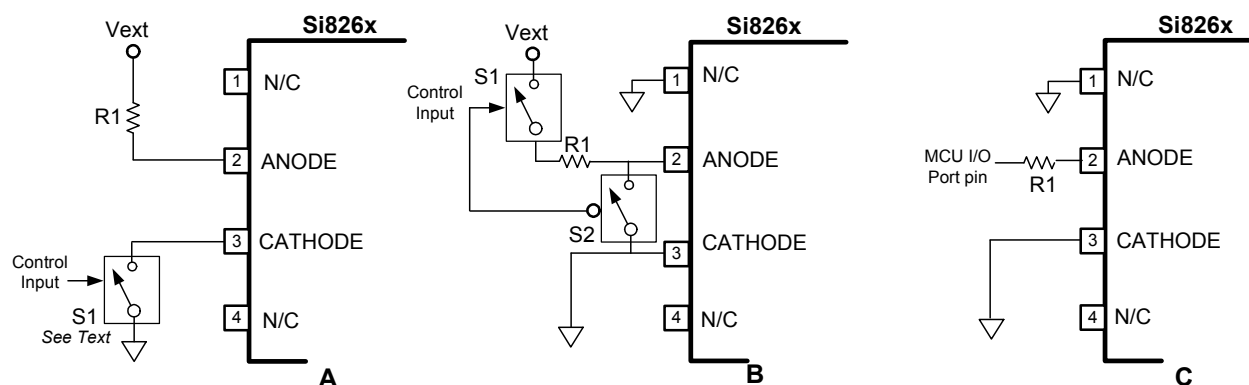 Si826x
Vext
R1
1 N/C
2 ANODE
3 CATHODE
4 N/C
Control
Input
S1
See Text
A
Si826x
Vext
S1
Control
Input
R1
S2
1 N/C
2 ANODE
3 CATHODE
4 N/C
B
Si826x
1 N/C
MCU I/O
Port pin
R1
2 ANODE
3 CATHODE
4 N/C
C